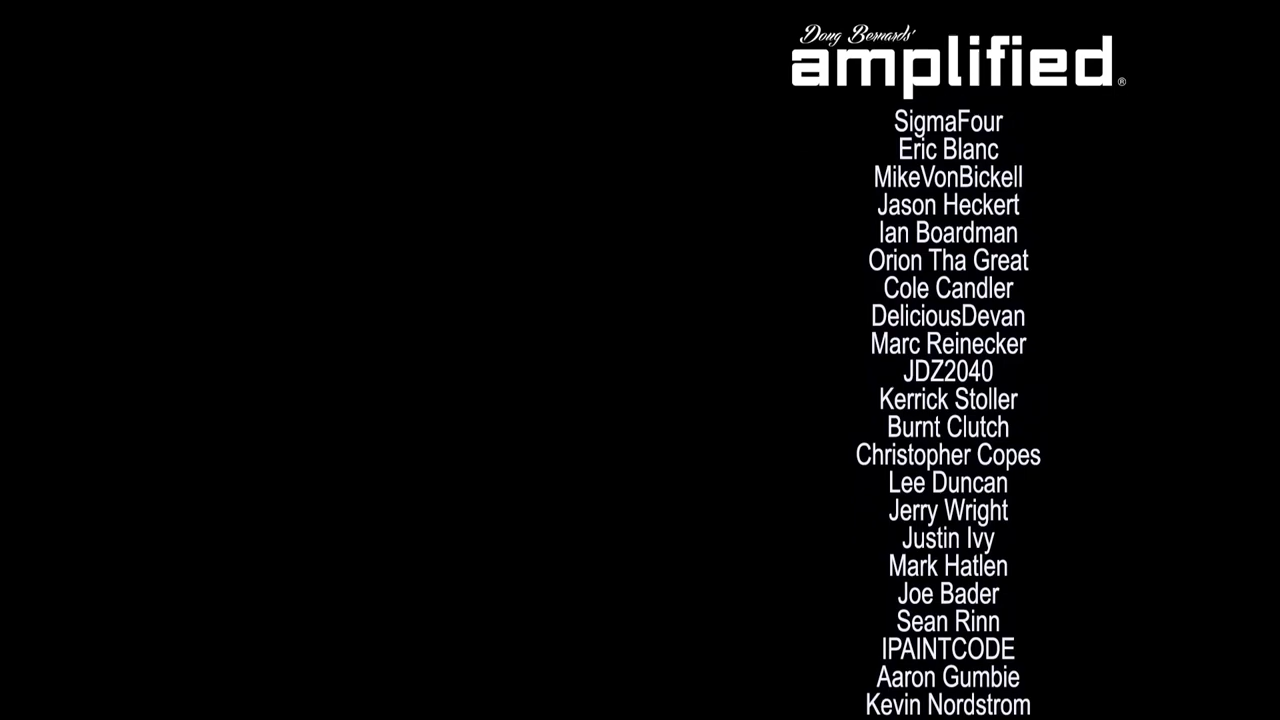 Doug Bernards'
amplified®
SigmaFour
Eric Blanc
MikeVonBickell
Jason Heckert
Ian Boardman
Orion Tha Great
Cole Candler
DeliciousDevan
Marc Reinecker
JDZ2040
Kerrick Stoller
Burnt Clutch
Christopher Copes
Lee Duncan
Jerry Wright
Justin Ivy
Mark Hatlen
Joe Bader
Sean Rinn
IPAINTCODE
Aaron Gumbie
Kevin Nordstrom